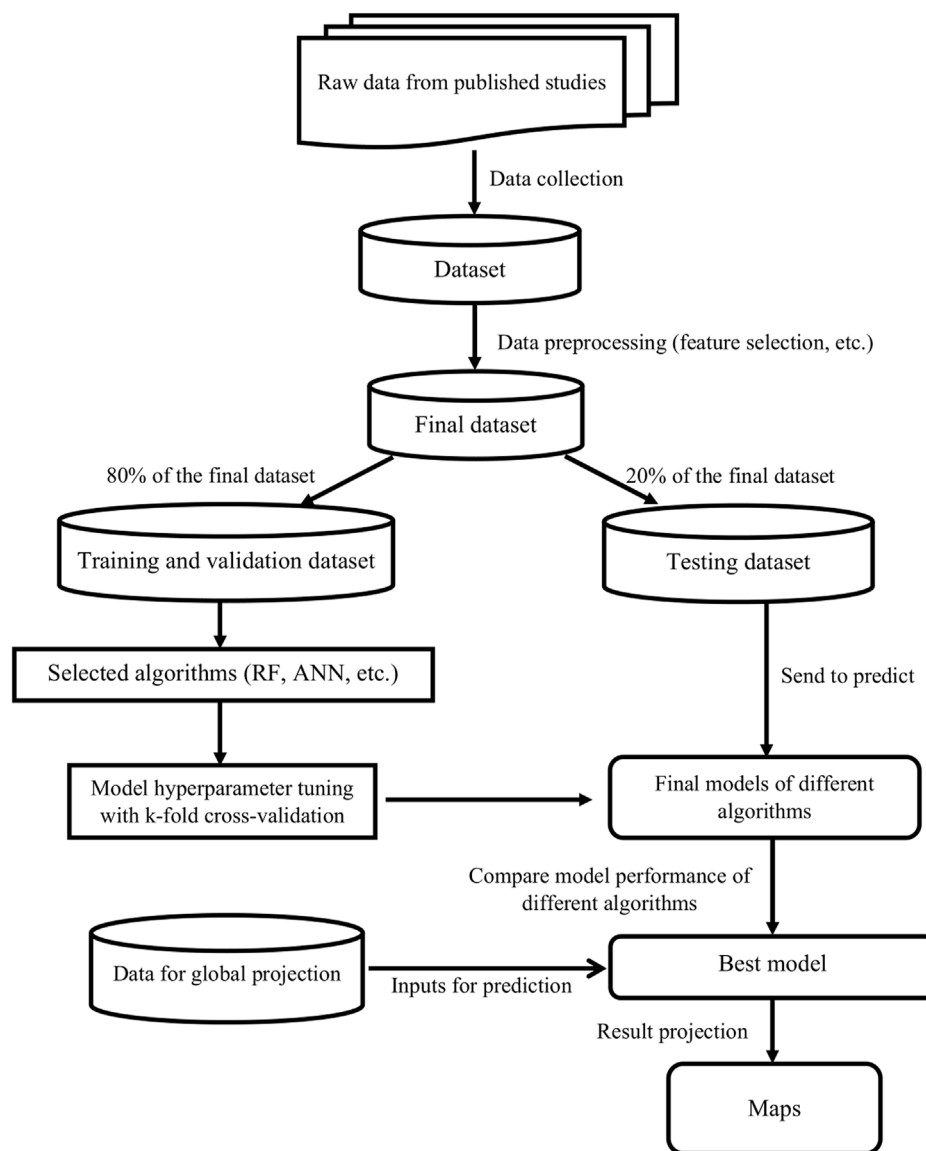 Raw data from published studies
Data collection
Dataset
Data preprocessing (feature selection, etc.)
Final dataset
80% of the final dataset
20% of the final dataset
Training and validation dataset
Testing dataset
Selected algorithms (RF, ANN, etc.)
Send to predict
Model hyperparameter tuning
with k-fold cross-validation
Final models of different
algorithms
Compare model performance of
different algorithms
Data for global projection
Inputs for prediction
Best model
Result projection
Maps